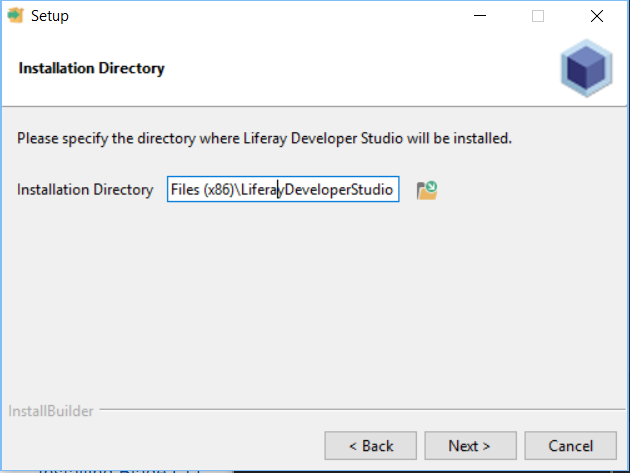 Setup
Installation Directory
Please specify the directory where Liferay Developer Studio will be installed.
Installation Directory Files (x86)\LiferayDeveloperStudio
InstallBuilder
< Back Next > Cancel